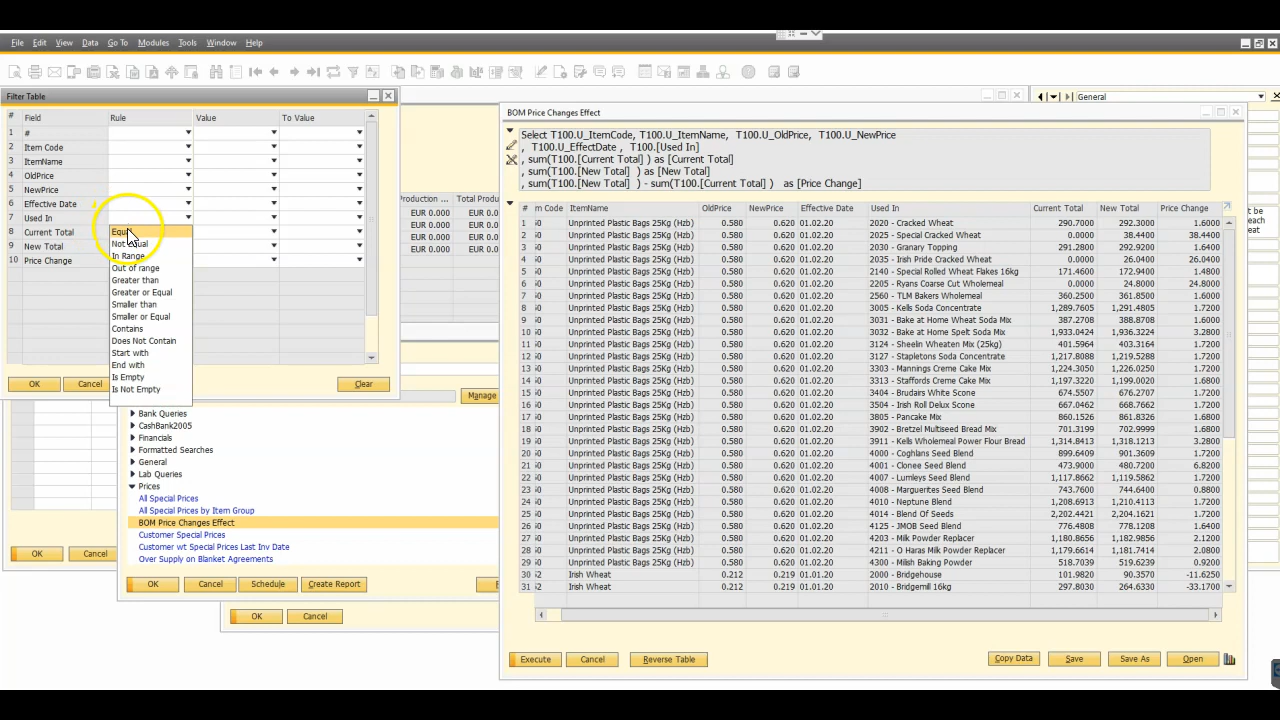 File Edit View Data Go To Modules Tools Window Help
Filter Table
# Field Rule Value To Value
1 #
2 Item Code
3 ItemName
4 OldPrice
5 NewPrice
6 Effective Date
7 Used In
8 Current Total
9 New Total
10 Price Change
Equal
Not Equal
In Range
Out of range
Greater than
Greater or Equal
Smaller than
Smaller or Equal
Contains
Does Not Contain
Start with
End with
Is Empty
Is Not Empty
OK Cancel Clear
General
Production ... Total Produ
EUR 0.000 EUR 0.000
EUR 0.000 EUR 0.000
EUR 0.000 EUR 0.000
EUR 0.000 EUR 0.000
Manage
Bank Queries
CashBank2005
Financials
Formatted Searches
General
Lab Queries
Prices
All Special Prices
All Special Prices by Item Group
BOM Price Changes Effect
Customer Special Prices
Customer wt Special Prices Last Inv Date
Over Supply on Blanket Agreements
OK Cancel Schedule Create Report
OK Cancel
OK Cancel
BOM Price Changes Effect
Select T100.U_ItemCode, T100.U_ItemName, T100.U_OldPrice, T100.U_NewPrice
, T100.U_EffectDate , T100.[Used In]
, sum(T100.[Current Total] ) as [Current Total]
, sum(T100.[New Total ) as [New Total]
, sum(T100.[New Total ) - sum(T100.[Current Total] ) as [Price Change]
# m Code ItemName OldPrice NewPrice Effective Date Used In Current Total New Total Price Change
1 Unprinted Plastic Bags 25Kg (Hzb) 0.580 0.620 01.02.20 2020 - Cracked Wheat 290.7000 292.3000 1.6000
2 Unprinted Plastic Bags 25Kg (Hzb) 0.580 0.620 01.02.20 2025 - Special Cracked Wheat 0.0000 38.4400 38.4400
3 Unprinted Plastic Bags 25Kg (Hzb) 0.580 0.620 01.02.20 2030 - Granary Topping 291.2800 292.9200 1.6400
4 Unprinted Plastic Bags 25Kg (Hzb) 0.580 0.620 01.02.20 2035 - Irish Pride Cracked Wheat 0.0000 26.0400 26.0400
5 Unprinted Plastic Bags 25Kg (Hzb) 0.580 0.620 01.02.20 2140 - Special Rolled Wheat Flakes 16kg 171.4600 172.9400 1.4800
6 Unprinted Plastic Bags 25Kg (Hzb) 0.580 0.620 01.02.20 2205 - Ryans Coarse Cut Wholemeal 0.0000 24.8000 24.8000
7 Unprinted Plastic Bags 25Kg (Hzb) 0.580 0.620 01.02.20 2560 - TLM Bakers Wholemeal 360.2500 361.8500 1.6000
8 Unprinted Plastic Bags 25Kg (Hzb) 0.580 0.620 01.02.20 3005 - Kells Soda Concentrate 1,289.7605 1,291.4805 1.7200
9 Unprinted Plastic Bags 25Kg (Hzb) 0.580 0.620 01.02.20 3031 - Bake at Home Wheat Soda Mix 387.2708 388.8708 1.6000
10 Unprinted Plastic Bags 25Kg (Hzb) 0.580 0.620 01.02.20 3032 - Bake at Home Spelt Soda Mix 1,933.0424 1,936.3224 3.2800
11 Unprinted Plastic Bags 25Kg (Hzb) 0.580 0.620 01.02.20 3124 - Sheelin Wheaten Mix (25kg) 1,305.5964 1,307.3164 1.7200
12 Unprinted Plastic Bags 25Kg (Hzb) 0.580 0.620 01.02.20 3127 - Stapletons Soda Concentrate 1,217.8088 1,219.5288 1.7200
13 Unprinted Plastic Bags 25Kg (Hzb) 0.580 0.620 01.02.20 3303 - Mannings Creme Cake Mix 1,224.3050 1,226.0250 1.7200
14 Unprinted Plastic Bags 25Kg (Hzb) 0.580 0.620 01.02.20 3313 - Staffords Creme Cake Mix 1,197.3220 1,199.0020 1.6800
15 Unprinted Plastic Bags 25Kg (Hzb) 0.580 0.620 01.02.20 3404 - Brudairs White Scone 674.5507 676.2707 1.7200
16 Unprinted Plastic Bags 25Kg (Hzb) 0.580 0.620 01.02.20 3504 - Irish Roll Delux Scone 667.0462 668.7662 1.7200
17 Unprinted Plastic Bags 25Kg (Hzb) 0.580 0.620 01.02.20 3805 - Pancake Mix 860.1526 861.8326 1.6800
18 Unprinted Plastic Bags 25Kg (Hzb) 0.580 0.620 01.02.20 3902 - Bretzel Multiseed Bread Mix 701.3199 702.9999 1.6800
19 Unprinted Plastic Bags 25Kg (Hzb) 0.580 0.620 01.02.20 3911 - Kells Wholemeal Power Flour Bread 1,314.8413 1,318.1213 3.2800
20 Unprinted Plastic Bags 25Kg (Hzb) 0.580 0.620 01.02.20 4000 - Coghlans Seed Blend 899.6409 901.3609 1.7200
21 Unprinted Plastic Bags 25Kg (Hzb) 0.580 0.620 01.02.20 4001 - Clonee Seed Blend 473.9000 480.7200 6.8200
22 Unprinted Plastic Bags 25Kg (Hzb) 0.580 0.620 01.02.20 4007 - Lumleys Seed Blend 1,117.8662 1,119.5862 1.7200
23 Unprinted Plastic Bags 25Kg (Hzb) 0.580 0.620 01.02.20 4008 - Marguerites Seed Blend 743.7600 744.6400 0.8800
24 Unprinted Plastic Bags 25Kg (Hzb) 0.580 0.620 01.02.20 4010 - Neptune Blend 1,208.6913 1,210.4113 1.7200
25 Unprinted Plastic Bags 25Kg (Hzb) 0.580 0.620 01.02.20 4014 - Blend Of Seeds 2,202.4421 2,204.1621 1.7200
26 Unprinted Plastic Bags 25Kg (Hzb) 0.580 0.620 01.02.20 4125 - JMOB Seed Blend 776.4808 778.1208 1.6400
27 Unprinted Plastic Bags 25Kg (Hzb) 0.580 0.620 01.02.20 4207 - Milk Powder Replacer 1,180.8656 1,182.9856 2.1200
28 Unprinted Plastic Bags 25Kg (Hzb) 0.580 0.620 01.02.20 4211 - OHaras Milk Powder Replacer 1,179.6614 1,181.7414 2.0800
29 Unprinted Plastic Bags 25Kg (Hzb) 0.580 0.620 01.02.20 4300 - Milish Baking Powder 518.7039 519.6239 0.9200
30 Irish Wheat 0.212 0.219 01.01.20 2000 - Bridgehouse 101.9820 90.3570 -11.6250
31 Irish Wheat 0.212 0.219 01.01.20 2010 - Bridgemill 16kg 297.8030 264.6330 -33.1700
Execute Cancel Reverse Table Copy Data Save Save As Open
t be
each
eat